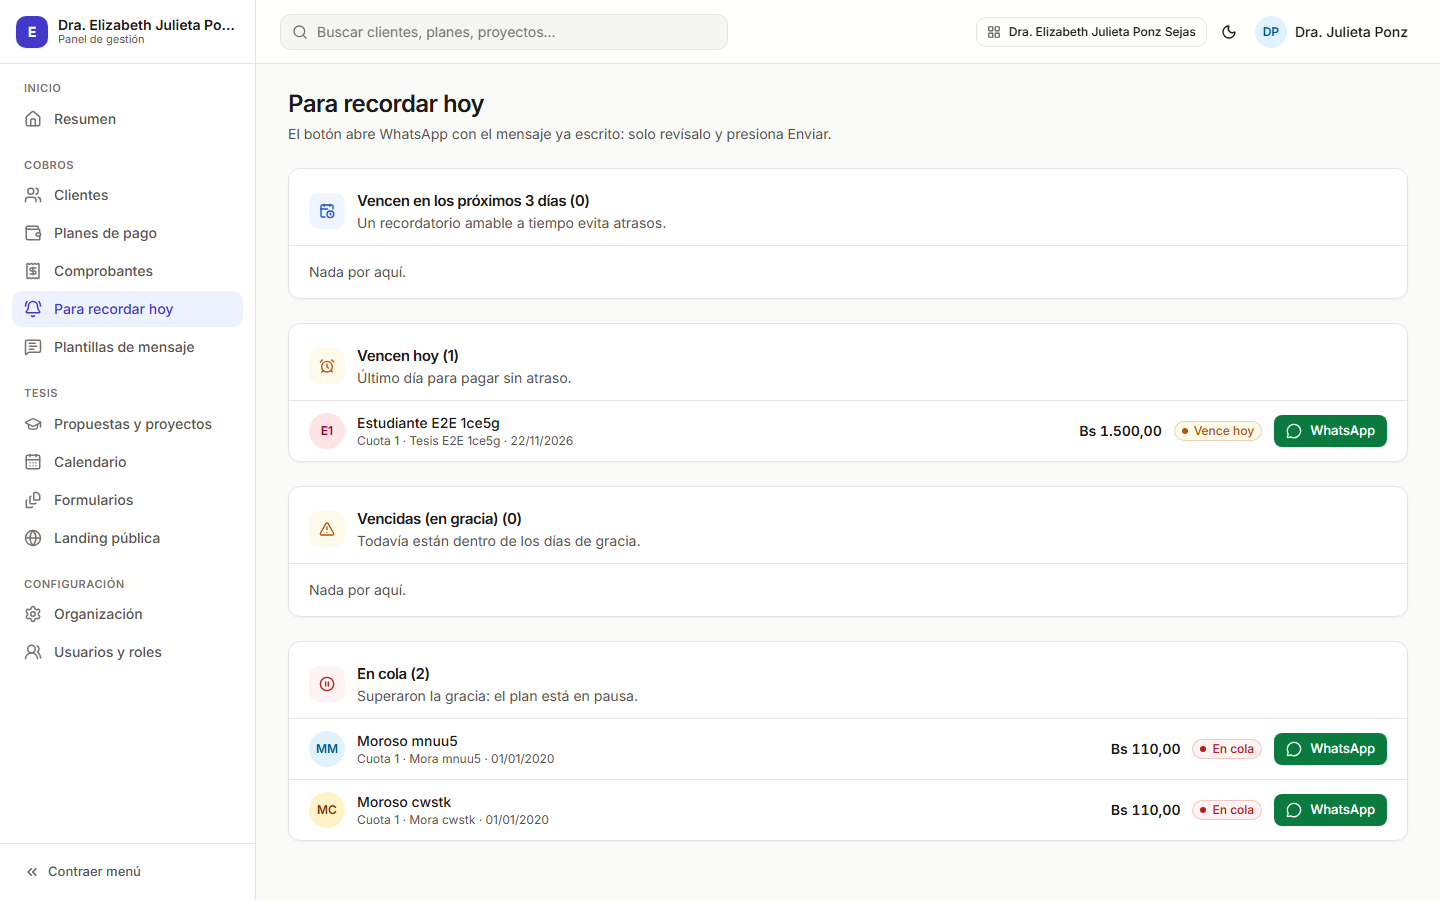 E
Dra. Elizabeth Julieta Po...
Panel de gestión
Buscar clientes, planes, proyectos...
Dra. Elizabeth Julieta Ponz Sejas
DP
Dra. Julieta Ponz
INICIO
Resumen
COBROS
Clientes
Planes de pago
Comprobantes
Para recordar hoy
Plantillas de mensaje
TESIS
Propuestas y proyectos
Calendario
Formularios
Landing pública
CONFIGURACIÓN
Organización
Usuarios y roles
Contraer menú
Para recordar hoy
El botón abre WhatsApp con el mensaje ya escrito: solo revísalo y presiona Enviar.
Vencen en los próximos 3 días (0)
Un recordatorio amable a tiempo evita atrasos.
Nada por aquí.
Vencen hoy (1)
Último día para pagar sin atraso.
E1
Estudiante E2E 1ce5g
Cuota 1 · Tesis E2E 1ce5g · 22/11/2026
Bs 1.500,00
Vence hoy
WhatsApp
Vencidas (en gracia) (0)
Todavía están dentro de los días de gracia.
Nada por aquí.
En cola (2)
Superaron la gracia: el plan está en pausa.
MM
Moroso mnuu5
Cuota 1 · Mora mnuu5 · 01/01/2020
Bs 110,00
En cola
WhatsApp
MC
Moroso cwstk
Cuota 1 · Mora cwstk · 01/01/2020
Bs 110,00
En cola
WhatsApp